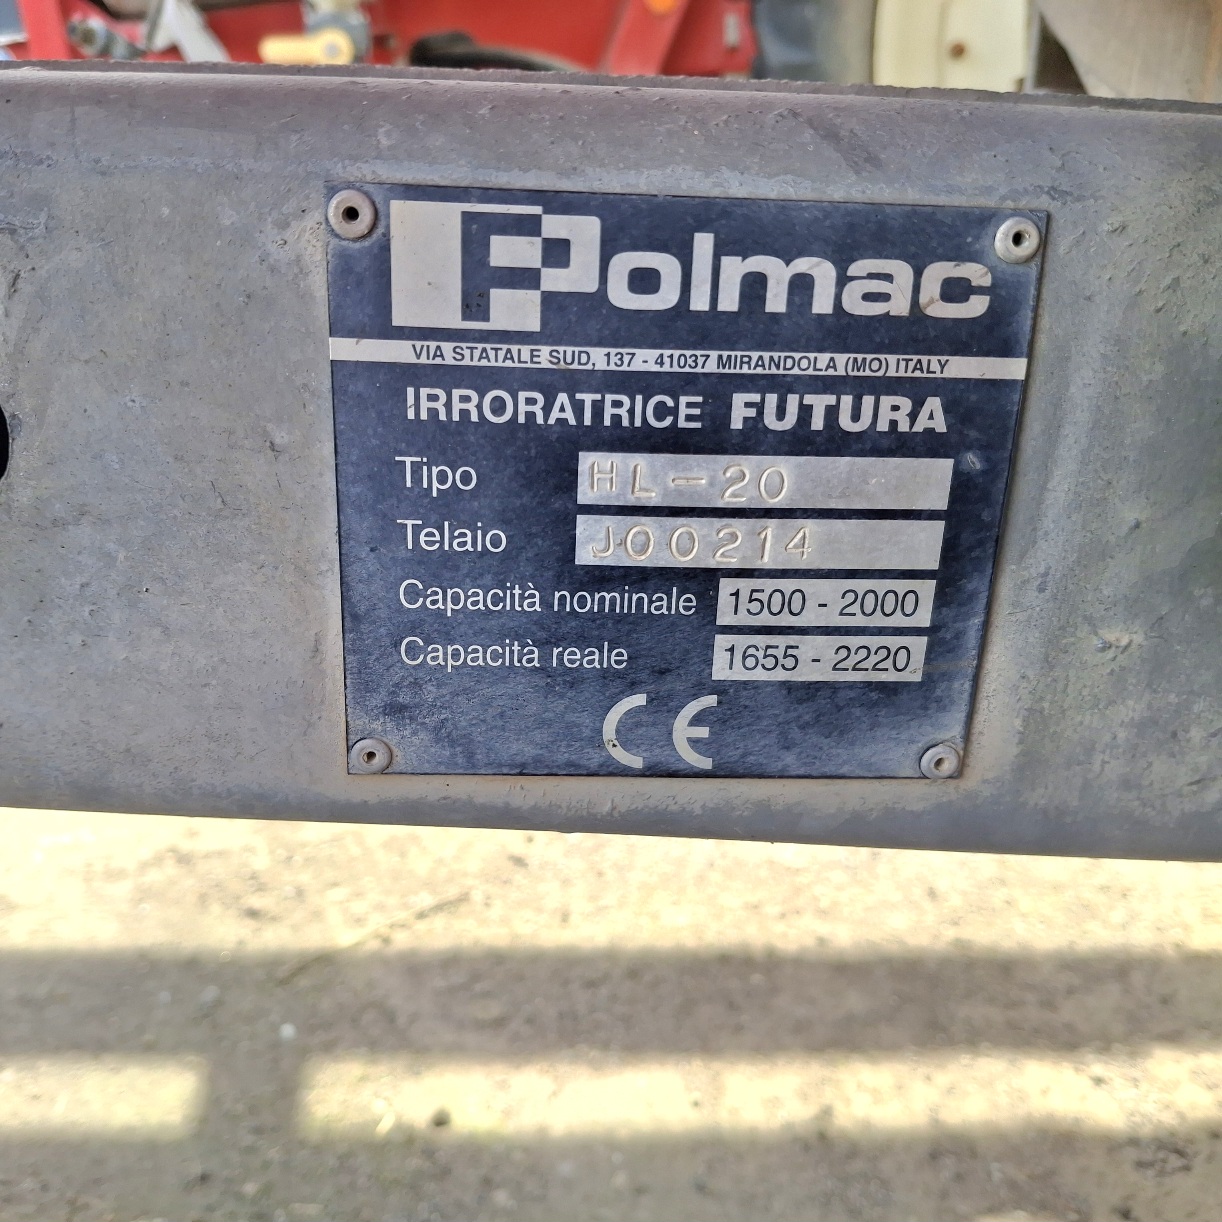 Polmac
VIA STATALE SUD, 137 - 41037 MIRANDOLA (MO) ITALY
IRRORATRICE FUTURA
Tipo HL-20
Telaio J00214
Capacità nominale 1500 - 2000
Capacità reale 1655 - 2220
CE